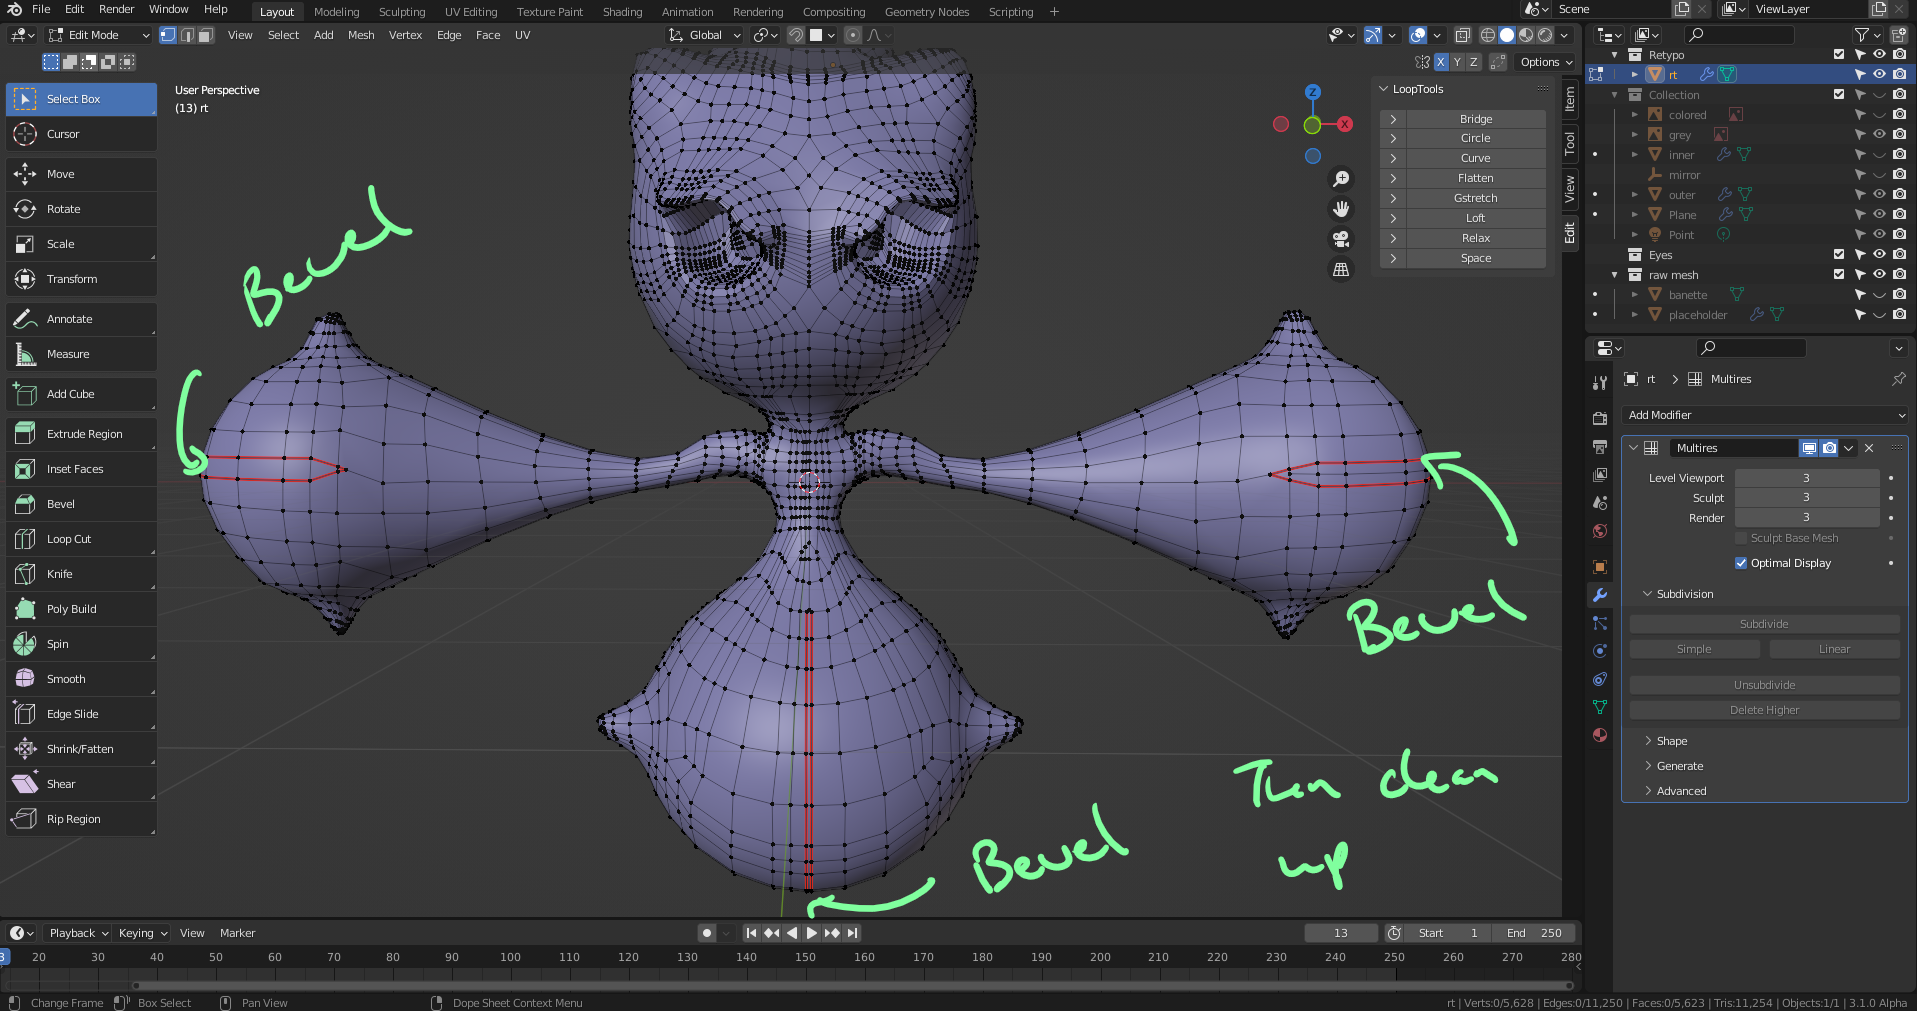 File Edit Render Window Help Layout Modeling Sculpting UV Editing Texture Paint Shading Animation Rendering Compositing Geometry Nodes Scripting + Scene ViewLayer
Edit Mode View Select Add Mesh Vertex Edge Face UV Global
X Y Z Options
User Perspective
(13) rt
Select Box
Cursor
Move
Rotate
Scale
Transform
Annotate
Measure
Add Cube
Extrude Region
Inset Faces
Bevel
Loop Cut
Knife
Poly Build
Spin
Smooth
Edge Slide
Shrink/Fatten
Shear
Rip Region
Bevel
Bevel
Bevel
Then clean
up
Z
X
LoopTools
Bridge
Circle
Curve
Flatten
Gstretch
Loft
Relax
Space
Item
Tool
View
Edit
Retypo
rt
Collection
colored
grey
inner
mirror
outer
Plane
Point
Eyes
raw mesh
banette
placeholder
rt > Multires
Add Modifier
Multires
Level Viewport 3
Sculpt 3
Render 3
Sculpt Base Mesh
Optimal Display
Subdivision
Subdivide
Simple Linear
Unsubdivide
Delete Higher
Shape
Generate
Advanced
Playback Keying View Marker 13 Start 1 End 250
3 20 30 40 50 60 70 80 90 100 110 120 130 140 150 160 170 180 190 200 210 220 230 240 250 260 270 280
Change Frame Box Select Pan View Dope Sheet Context Menu rt | Verts:0/5,628 | Edges:0/11,250 | Faces:0/5,623 | Tris:11,254 | Objects:1/1 | 3.1.0 Alpha